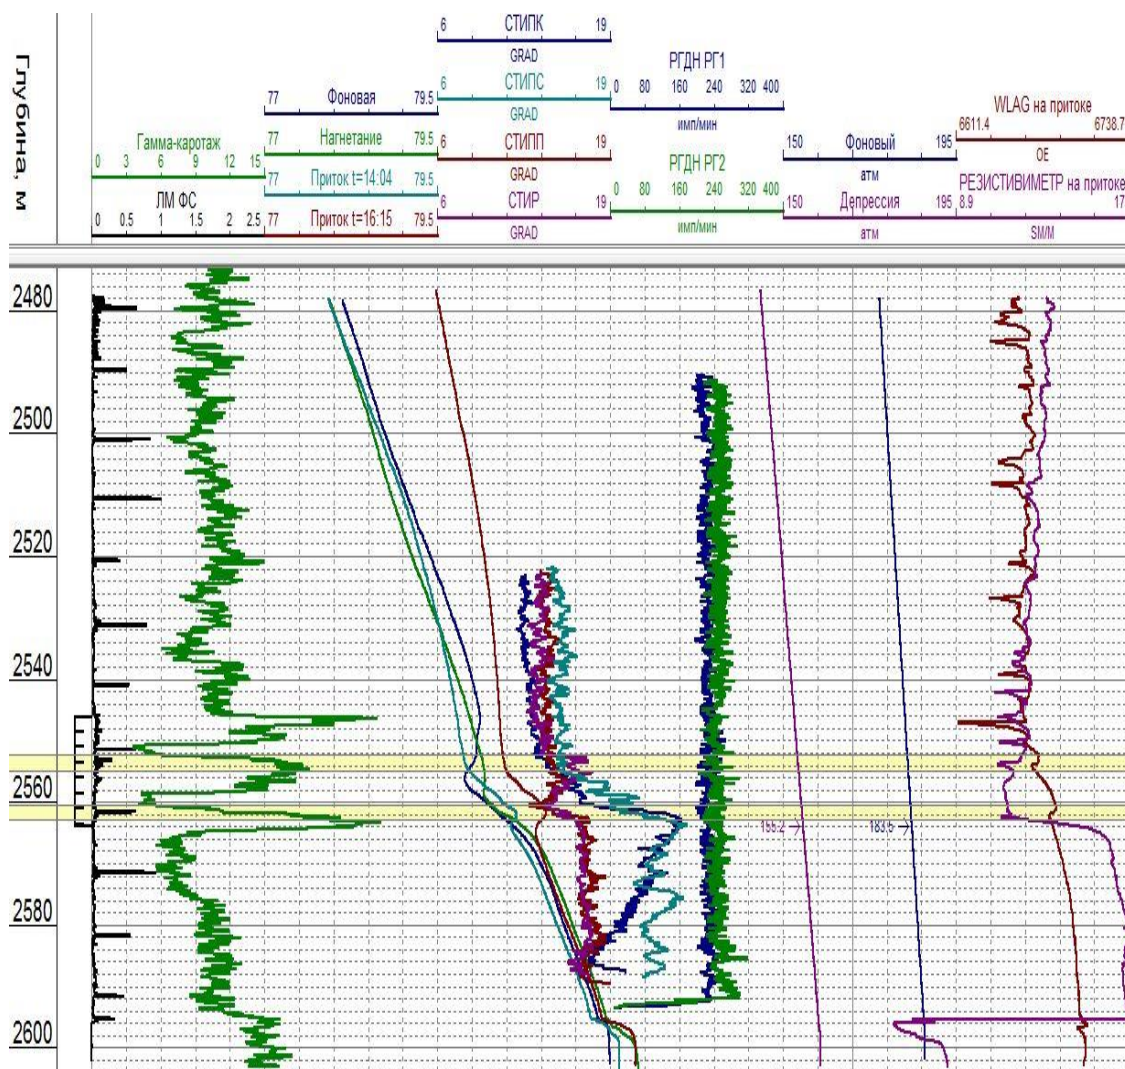 Глубина, м
Гамма-каротаж
0 3 6 9 12 15
ЛМ ФС
0 0.5 1 1.5 2 2.5
77 Фоновая 79.5
77 Нагнетание 79.5
77 Приток t=14:04 79.5
77 Приток t=16:15 79.5
6 СТИПК 19
GRAD
6 СТИПС 19
GRAD
6 СТИПП 19
GRAD
6 СТИР 19
GRAD
РГДН РГ1
0 80 160 240 320 400
имп/мин
РГДН РГ2
0 80 160 240 320 400
имп/мин
150 Фоновый 195
атм
150 Депрессия 195
атм
WLAG на притоке
6611.4 6738.7
ОЕ
РЕЗИСТИВИМЕТР на притоке
8.9 17
SM/M
2480
2500
2520
2540
2560
155.2 183.5
2580
2600